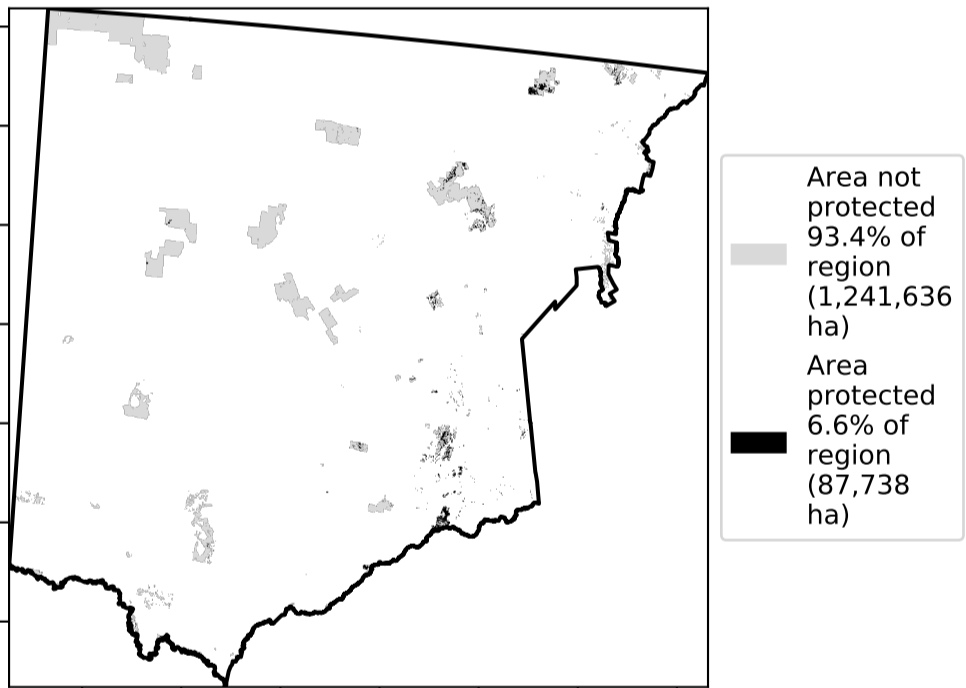 Area not
protected
93.4% of
region
(1,241,636
ha)
Area
protected
6.6% of
region
(87,738
ha)